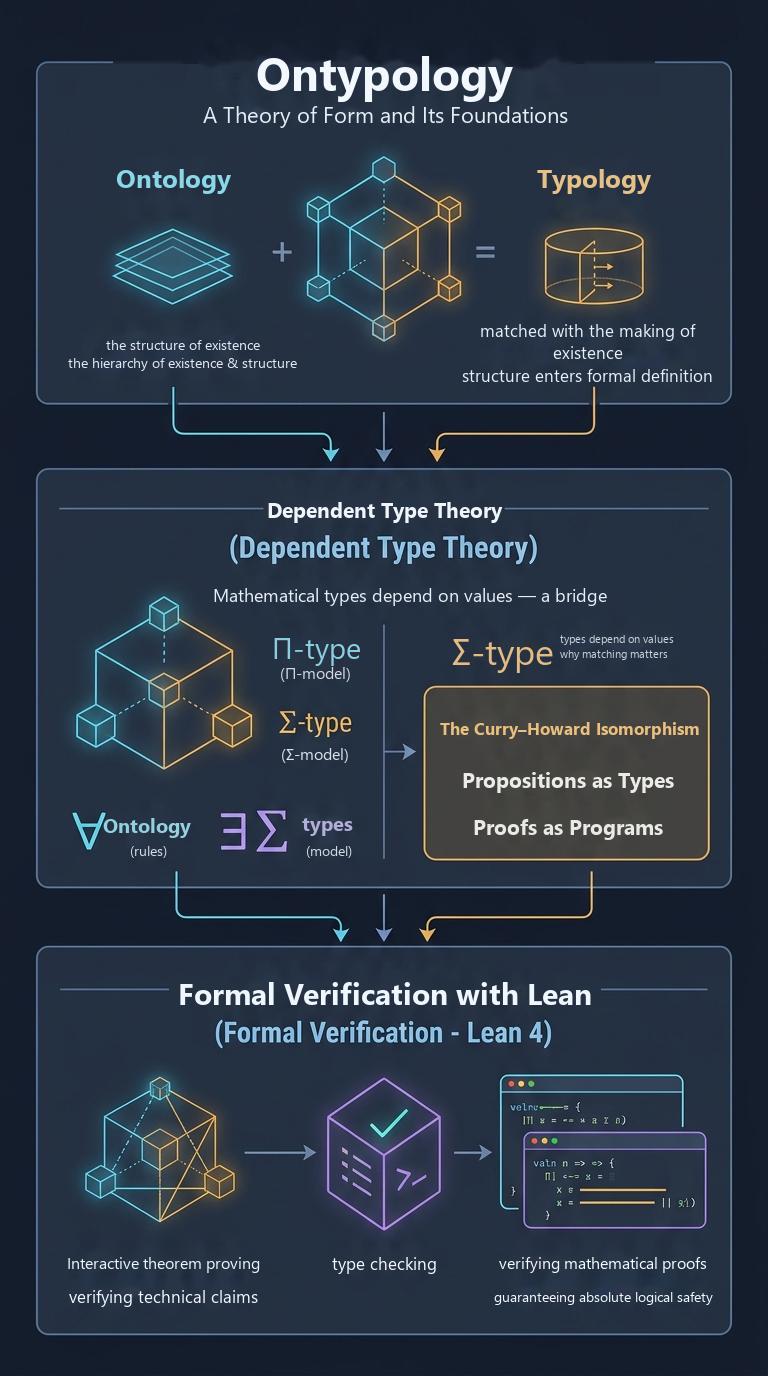 Ontypology
A Theory of Form and Its Foundations
Ontology
Typology
+
=
the structure of existence
the hierarchy of existence & structure
matched with the making of
existence
structure enters formal definition
Dependent Type Theory
(Dependent Type Theory)
Mathematical types depend on values — a bridge
Π-type
(Π-model)
Σ-type
(Σ-model)
∀Ontology
(rules)
∃Σ types
(model)
Σ-type
types depend on values
why matching matters
The Curry–Howard Isomorphism
Propositions as Types
Proofs as Programs
Formal Verification with Lean
(Formal Verification - Lean 4)
valn n => => {
}
}
Interactive theorem proving
verifying technical claims
type checking
verifying mathematical proofs
guaranteeing absolute logical safety